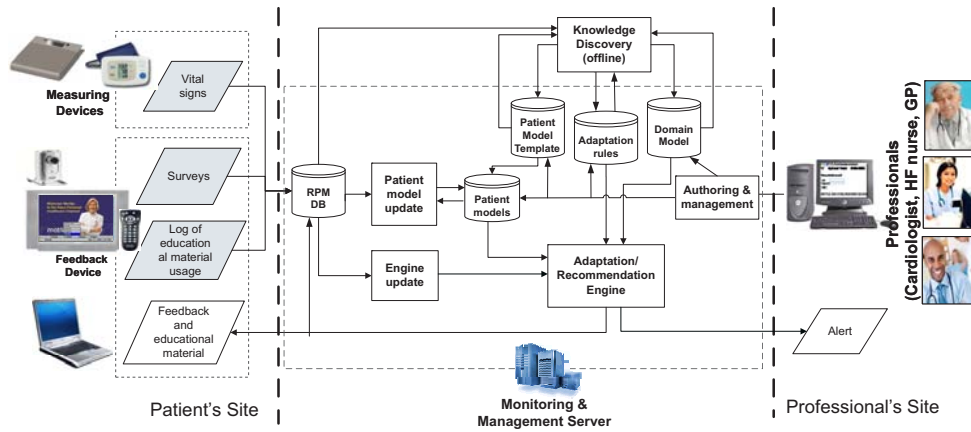 Knowledge
Discovery
(offline)
Vital
signs
Measuring
Devices
Patient
Model
Template
Adaptation
rules
Domain
Model
Surveys
RPM
DB
Patient
model
update
Patient
models
Authoring &
management
Professionals
(Cardiologist, HF nurse, GP)
Log of
education
al material
usage
Feedback
Device
Engine
update
Adaptation/
Recommendation
Engine
Feedback
and
educational
material
Alert
Patient's Site
Monitoring &
Management Server
Professional's Site